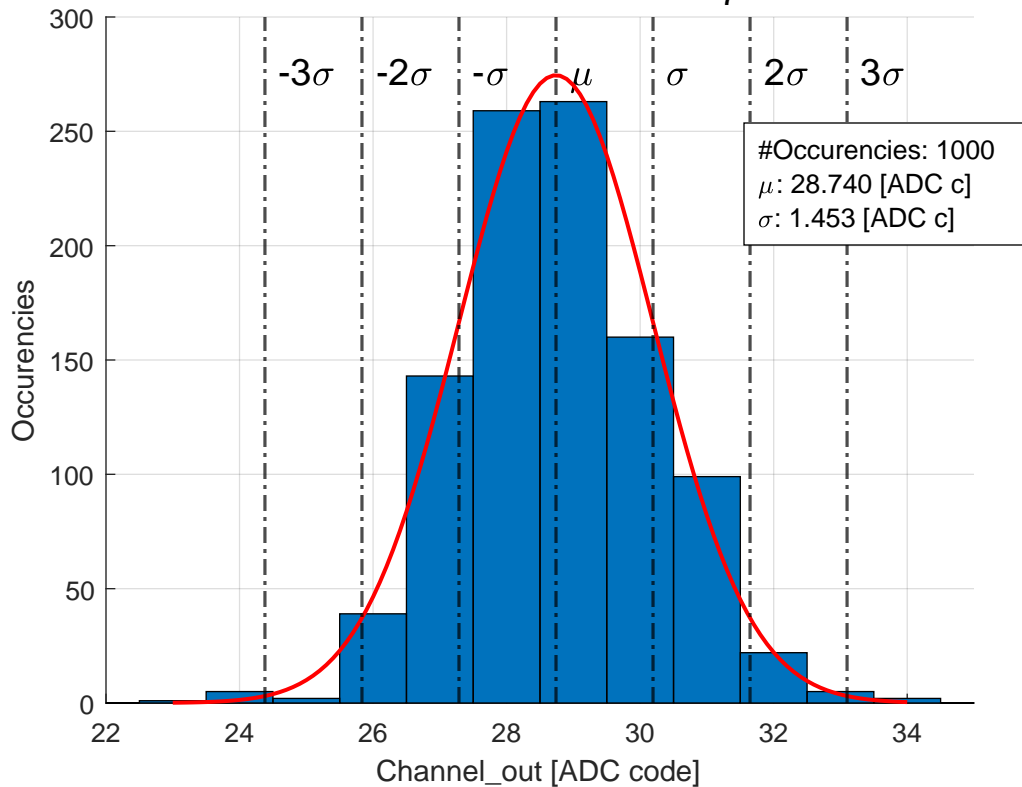 300
250
200
150
100
50
0
-3σ
-2σ
-σ
μ
σ
2σ
3σ
#Occurencies: 1000
μ: 28.740 [ADC c]
σ: 1.453 [ADC c]
Occurencies
22
24
26
28
30
32
34
Channel_out [ADC code]